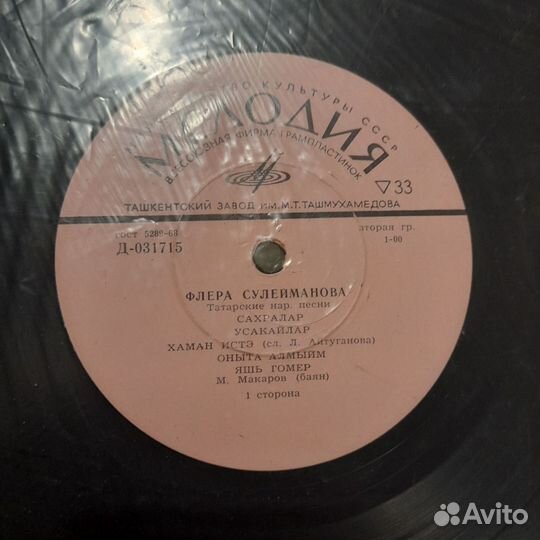 СТВО КУЛЬТУРЫ СССР
МЕЛОДИЯ
ВСЕСОЮЗНАЯ ФИРМА ГРАМПЛАСТИНОК
▽33
ТАШКЕНТСКИЙ ЗАВОД ИМ.М.Т.ТАШМУХАМЕДОВА
гост 5289-68
вторая гр.
Д-031715
1-00
ФЛЕРА СУЛЕЙМАНОВА
Татарские нар. песни
САХРАЛАР
УСАКАЙЛАР
ХАМАН ИСТЭ (сл. Л. Айтуганова)
ОНЫТА АЛМЫЙМ
ЯШЬ ГОМЕР
М. Макаров (баян)
1 сторона
Avito